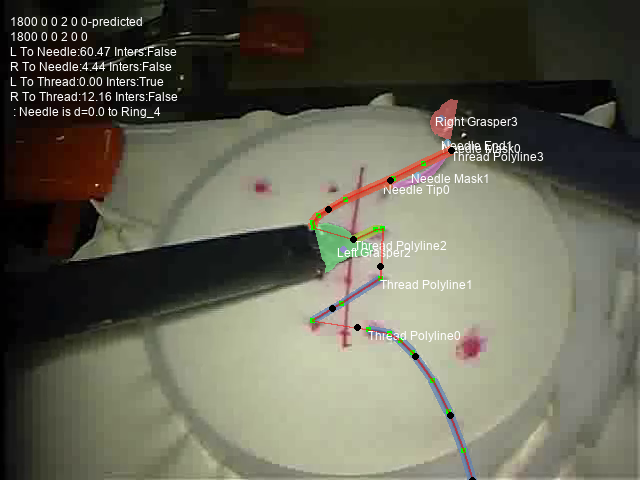 1800 0 0 2 0 0-predicted
1800 0 0 2 0 0
L To Needle:60.47 Inters:False
R To Needle:4.44 Inters:False
L To Thread:0.00 Inters:True
R To Thread:12.16 Inters:False
: Needle is d=0.0 to Ring_4
Right Grasper3
Needle End1
Needle Mask0
Thread Polyline3
Needle Mask1
Needle Tip0
Thread Polyline2
Left Grasper2
Thread Polyline1
Thread Polyline0